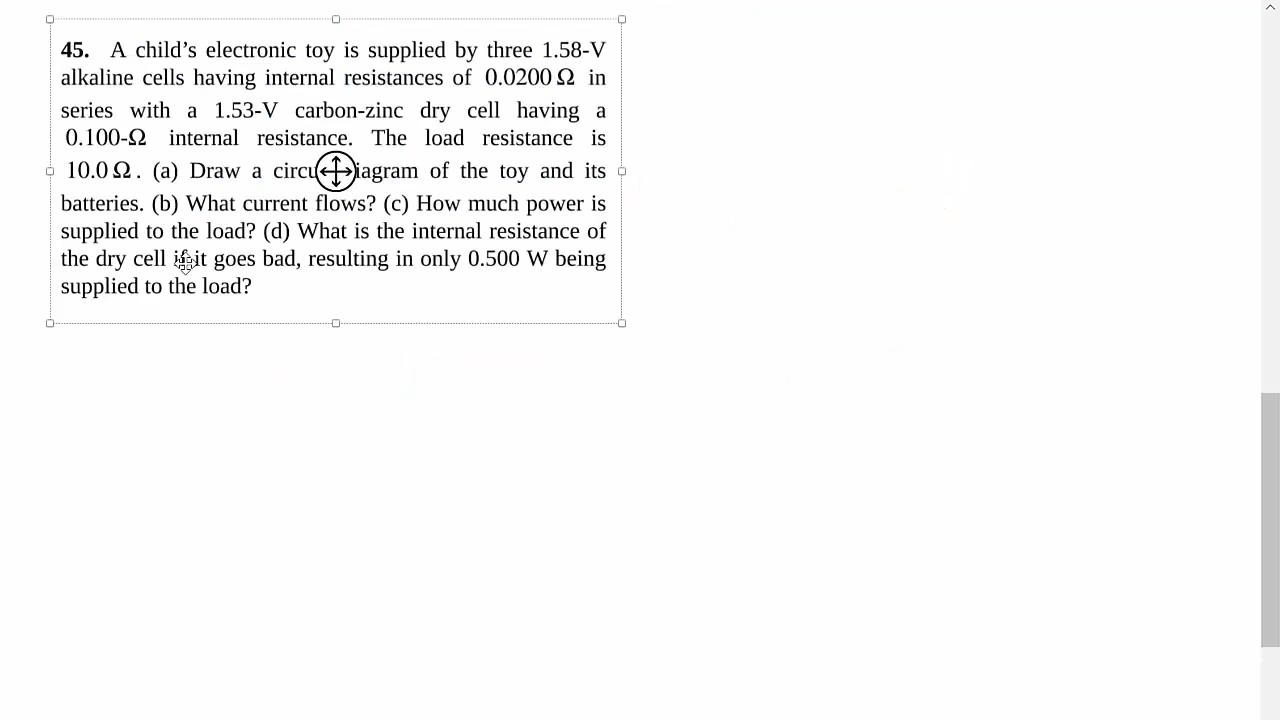 45. A child's electronic toy is supplied by three 1.58-V
alkaline cells having internal resistances of 0.0200 Ω in
series with a 1.53-V carbon-zinc dry cell having a
0.100-Ω internal resistance. The load resistance is
10.0 Ω. (a) Draw a diagram of the toy and its
batteries. (b) What current flows? (c) How much power is
supplied to the load? (d) What is the internal resistance of
the dry cell if it goes bad, resulting in only 0.500 W being
supplied to the load?